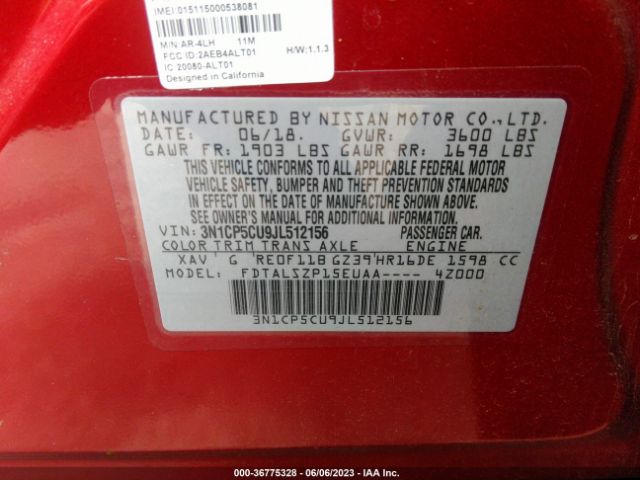 IMEI:015115000538081
M/N:AR-4LH 11M
FCC ID:2AEB4ALT01
IC 20080-ALT01 H/W:1.1.3
Designed in California
MANUFACTURED BY NISSAN MOTOR CO.,LTD.
DATE: 06/18. GVWR: 3600 LBS
GAWR FR: 1903 LBS GAWR RR: 1698 LBS
THIS VEHICLE CONFORMS TO ALL APPLICABLE FEDERAL MOTOR
VEHICLE SAFETY, BUMPER AND THEFT PREVENTION STANDARDS
IN EFFECT ON THE DATE OF MANUFACTURE SHOWN ABOVE.
SEE OWNER'S MANUAL FOR ADDITIONAL INFORMATION.
VIN: 3N1CP5CU9JL512156 PASSENGER CAR.
COLOR TRIM TRANS AXLE ENGINE
XAV G RE0F11B GZ39 HR16DE 1598 CC
MODEL: FDTALSZP15EUAA---- 4Z000
3N1CP5CU9JL512156
© - 36775328 - 06/06/2023 - IAA Inc.